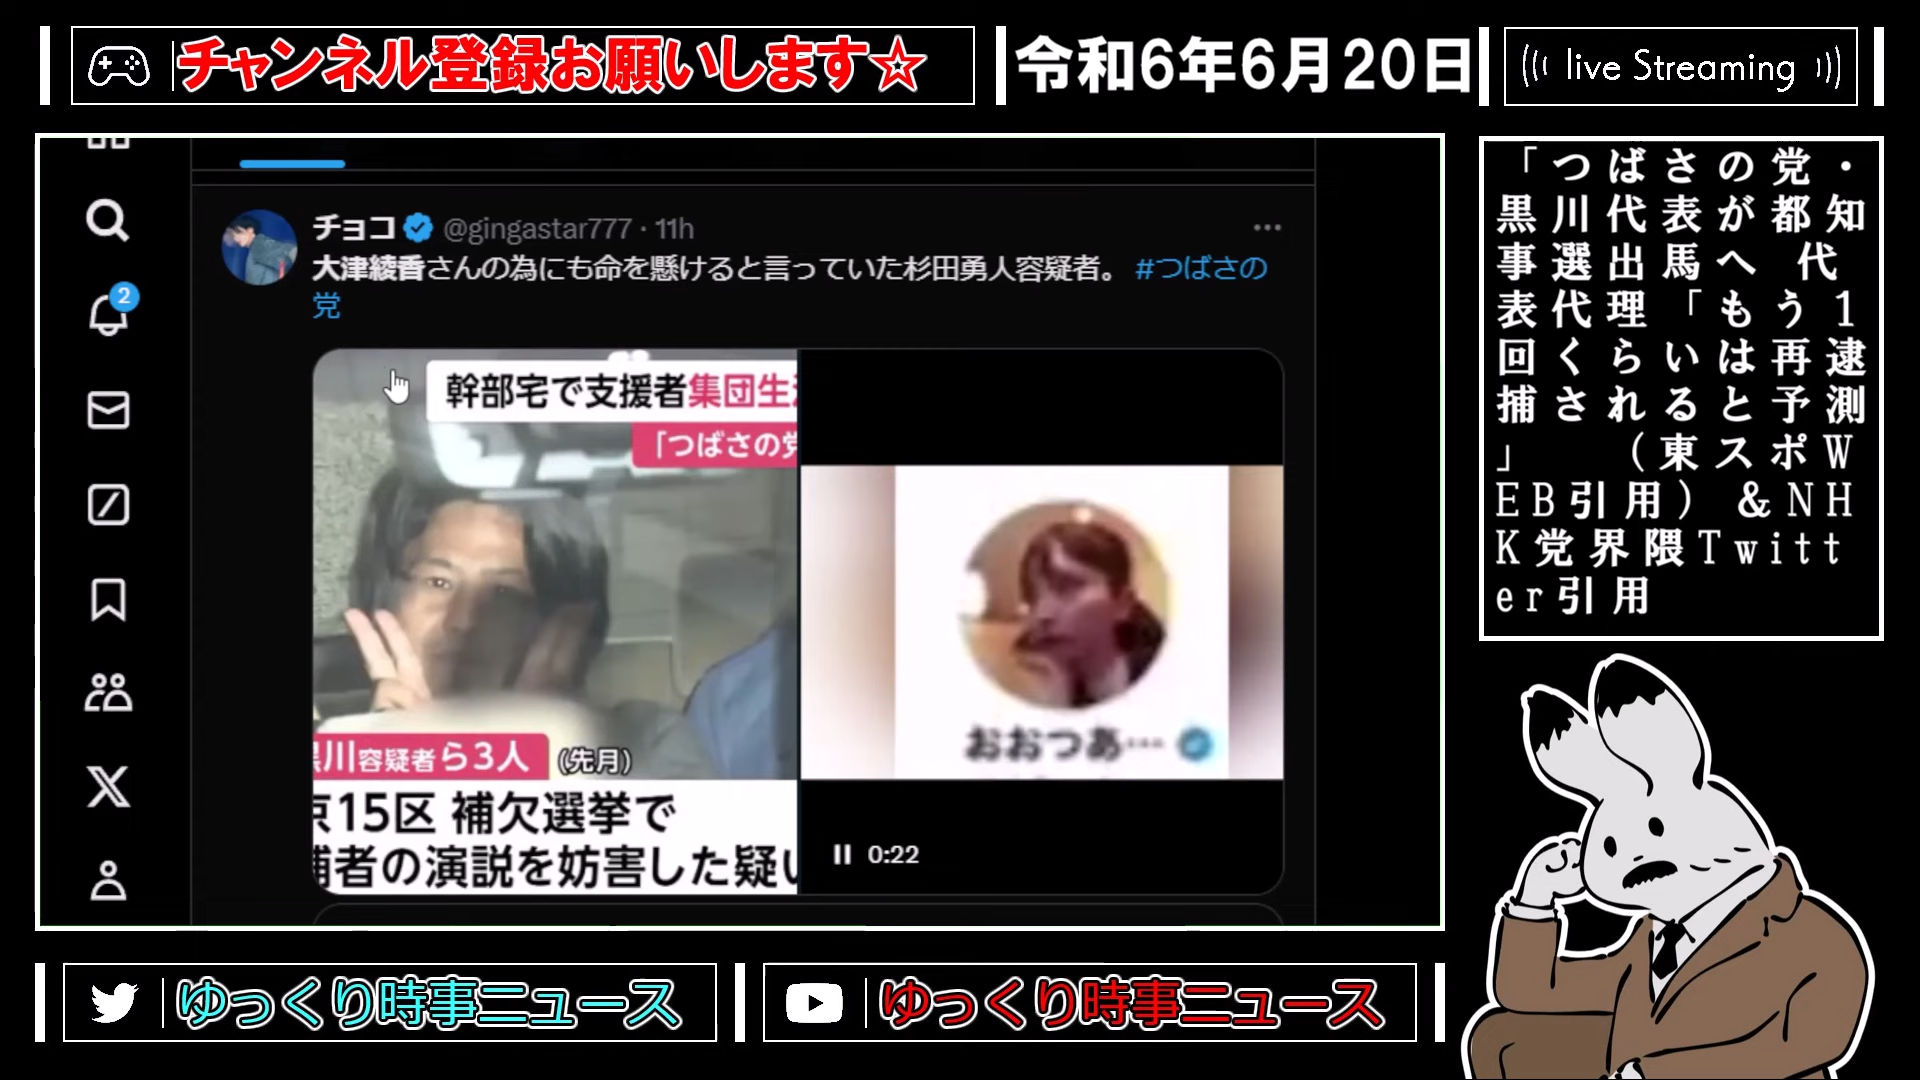 チャンネル登録お願いします☆
令和6年6月20日
live Streaming
チョコ @gingastar777 · 11h
大津綾香さんの為にも命を懸けると言っていた杉田勇人容疑者。 #つばさの
党
2
幹部宅で支援者集団生
「つばさの党
川容疑者ら3人 (先月)
京15区 補欠選挙で
補者の演説を妨害した疑い
おおつあ…
0:22
「つばさの党・
黒川代表が都知
事選出馬へ 代
表代理「もう1
回くらいは再逮
捕されると予測
」 （東スポW
EB引用）&NH
K党界隈Twitt
er引用
ゆっくり時事ニュース
ゆっくり時事ニュース